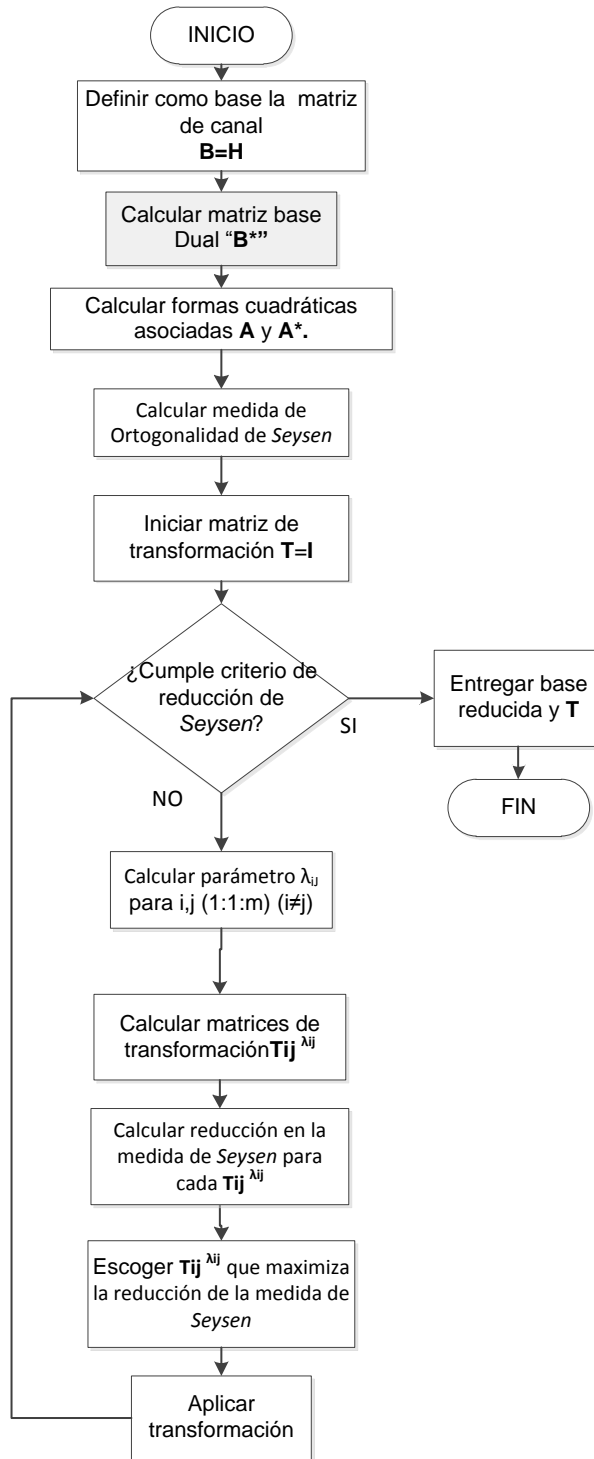 INICIO
Definir como base la matriz
de canal
B=H
Calcular matriz base
Dual “B*”
Calcular formas cuadráticas
asociadas A y A*.
Calcular medida de
Ortogonalidad de Seysen
Iniciar matriz de
transformación T=I
¿Cumple criterio de
reducción de
Seysen?
SI
Entregar base
reducida y T
FIN
NO
Calcular parámetro λij
para i,j (1:1:m) (i≠j)
Calcular matrices de
transformaciónTij λij
Calcular reducción en la
medida de Seysen para
cada Tij λij
Escoger Tij λij que maximiza
la reducción de la medida de
Seysen
Aplicar
transformación